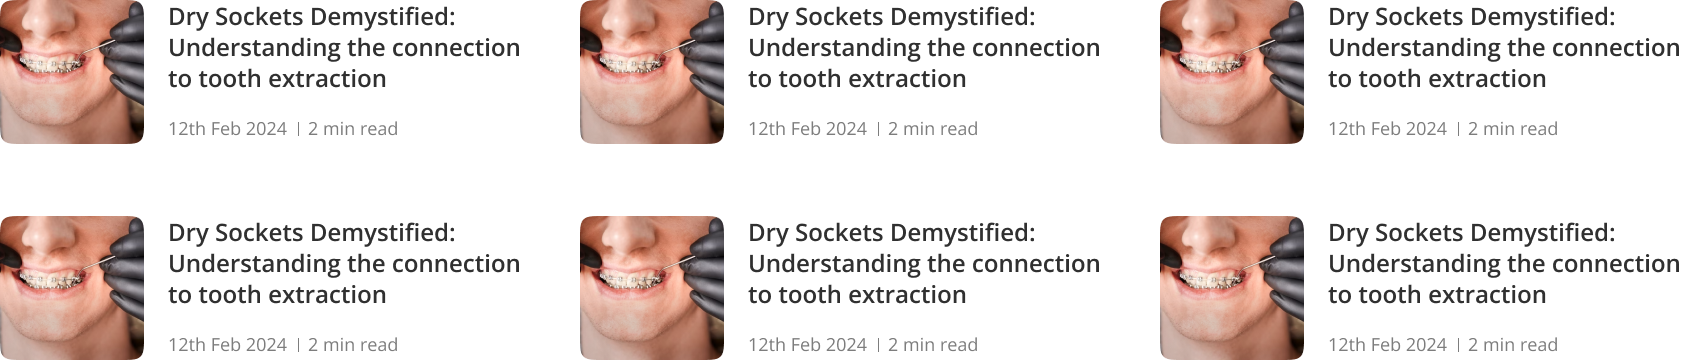 Dry Sockets Demystified:
Understanding the connection
to tooth extraction
12th Feb 2024 | 2 min read
Dry Sockets Demystified:
Understanding the connection
to tooth extraction
12th Feb 2024 | 2 min read
Dry Sockets Demystified:
Understanding the connection
to tooth extraction
12th Feb 2024 | 2 min read
Dry Sockets Demystified:
Understanding the connection
to tooth extraction
12th Feb 2024 | 2 min read
Dry Sockets Demystified:
Understanding the connection
to tooth extraction
12th Feb 2024 | 2 min read
Dry Sockets Demystified:
Understanding the connection
to tooth extraction
12th Feb 2024 | 2 min read